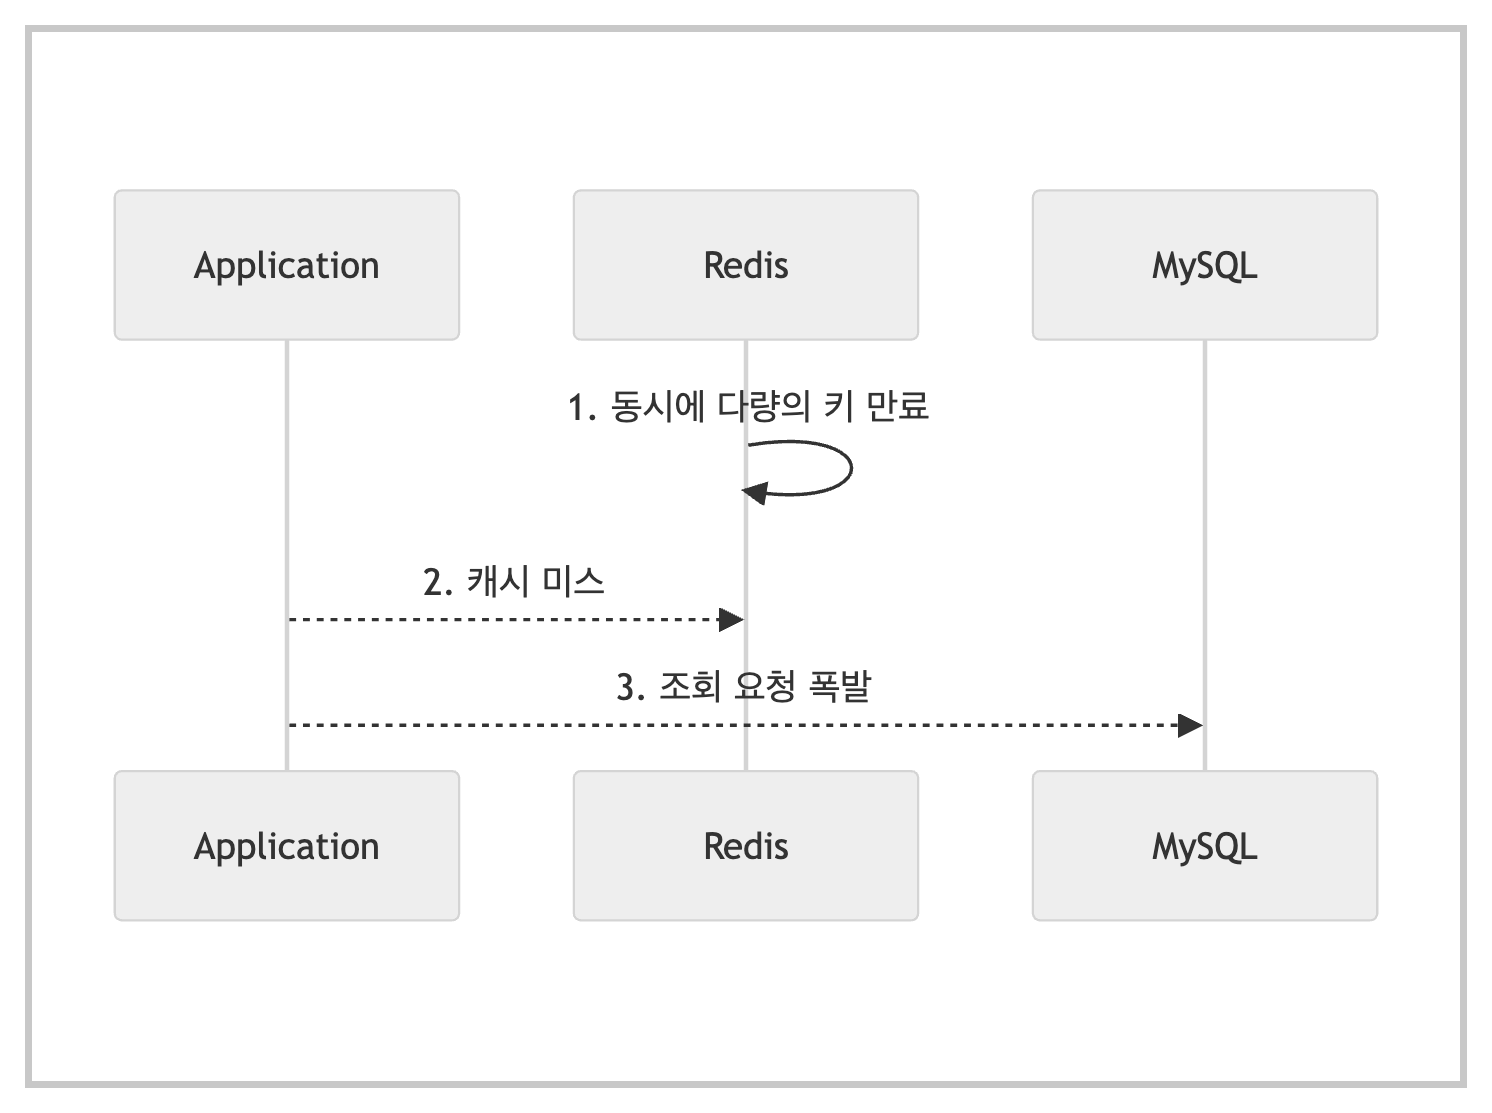 Application
Redis
MySQL
1. 동시에 다량의 키 만료
2. 캐시 미스
3. 조회 요청 폭발
Application
Redis
MySQL